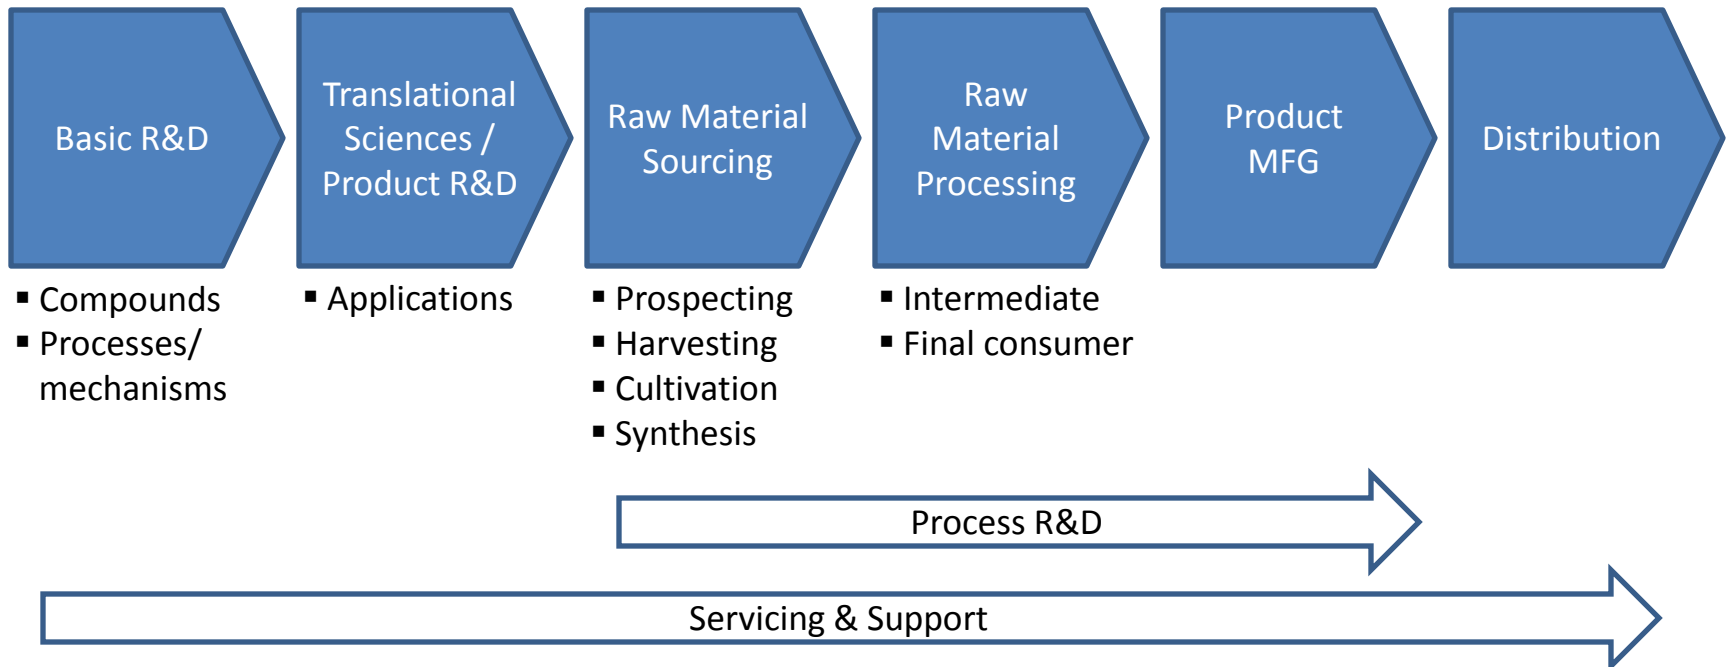 Basic R&D
Translational
Sciences /
Product R&D
Raw Material
Sourcing
Raw
Material
Processing
Product
MFG
Distribution
▪ Compounds
▪ Processes/
mechanisms
▪ Applications
▪ Prospecting
▪ Harvesting
▪ Cultivation
▪ Synthesis
▪ Intermediate
▪ Final consumer
Process R&D
Servicing & Support